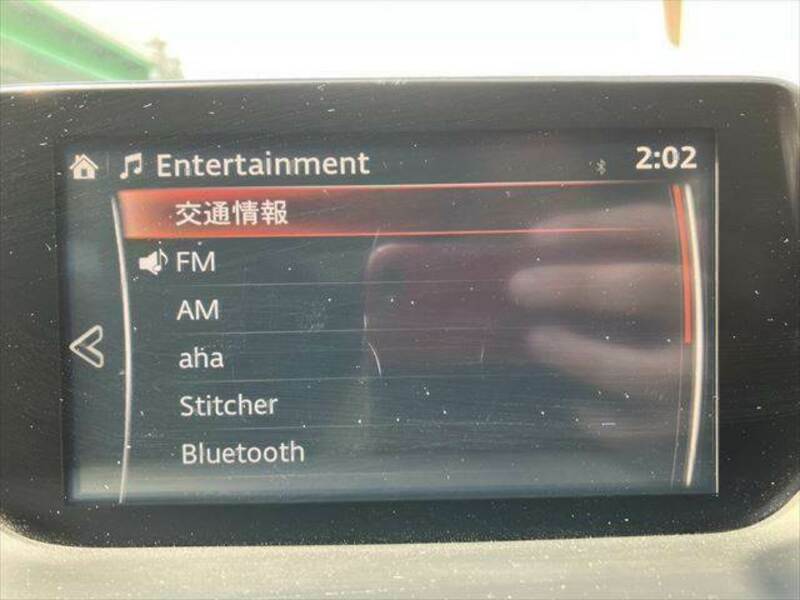 Entertainment 2:02
交通情報
FM
AM
aha
Stitcher
Bluetooth